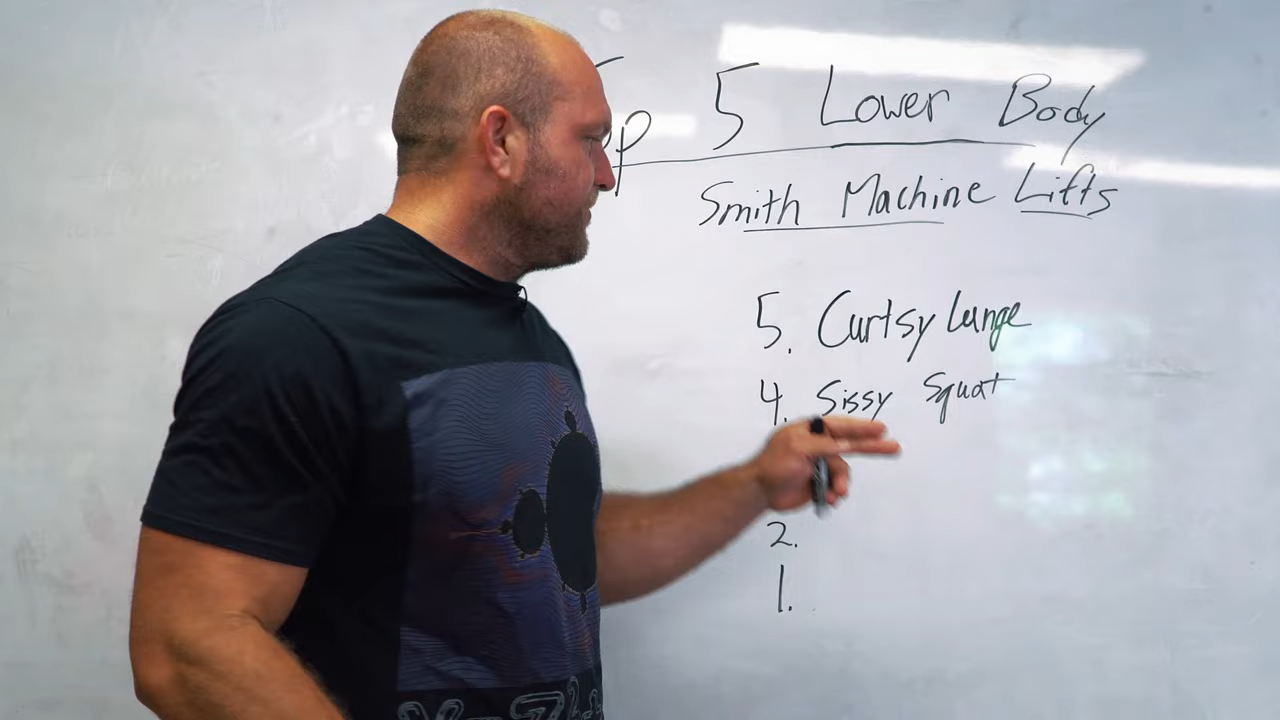 5 Lower Body
Smith Machine Lifts
5. Curtsy Lunge
4. Sissy Squat
2.
1.